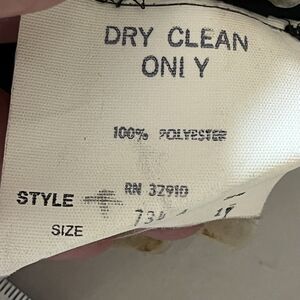 DRY CLEAN
ONLY
100% POLYESTER
RN 32910
STYLE
SIZE